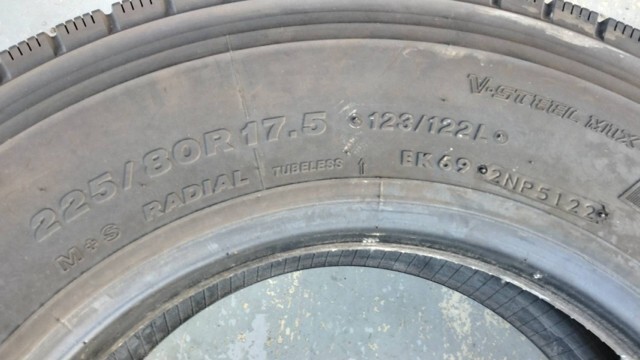 V·STEEL MIX
225/80R17.5 123/122L
M+S RADIAL TUBELESS EK69 2NP5122